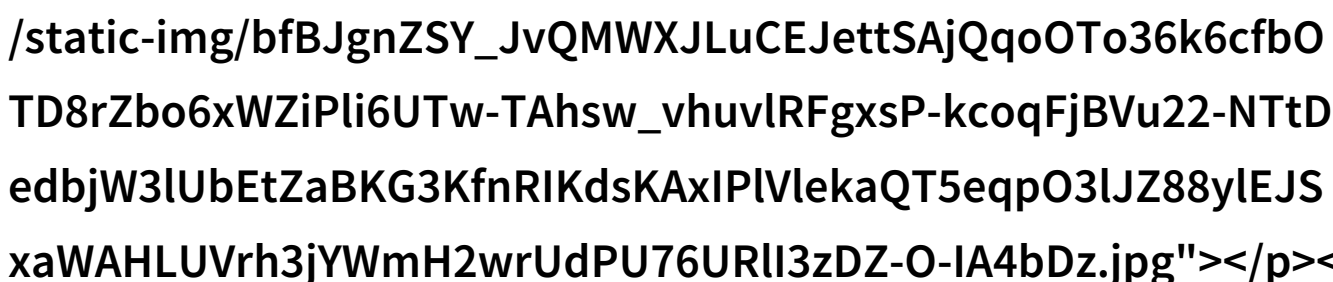 /static-img/bfBJgnZSY_JvQMWXJLuCEJettSAjQqoOTo36k6cfbO
TD8rZbo6xWZiPli6UTw-TAhsw_vhuvlRFgxsP-kcoqFjBVu22-NTtD
edbjW3lUbEtZaBKG3KfnRIKdsKAxIPlVlekaQT5eqpO3lJZ88ylEJS
xaWAHLUVrh3jYWmH2wrUdPU76URlI3zDZ-O-IA4bDz.jpg"></p><